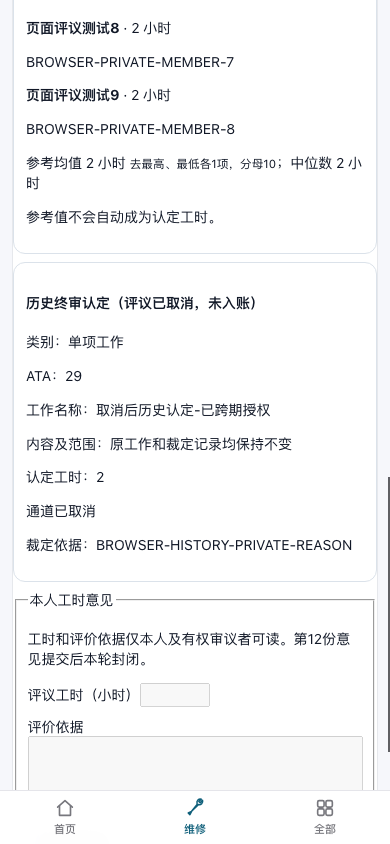 页面评议测试8 · 2 小时
BROWSER-PRIVATE-MEMBER-7
页面评议测试9 · 2 小时
BROWSER-PRIVATE-MEMBER-8
参考均值 2 小时 去最高、最低各1项，分母10； 中位数 2 小
时
参考值不会自动成为认定工时。
历史终审认定（评议已取消，未入账）
类别：单项工作
ATA：29
工作名称：取消后历史认定-已跨期授权
内容及范围：原工作和裁定记录均保持不变
认定工时：2
通道已取消
裁定依据：BROWSER-HISTORY-PRIVATE-REASON
本人工时意见
工时和评价依据仅本人及有权审议者可读。第12份意
见提交后本轮封闭。
评议工时（小时）
评价依据
首页
维修
全部